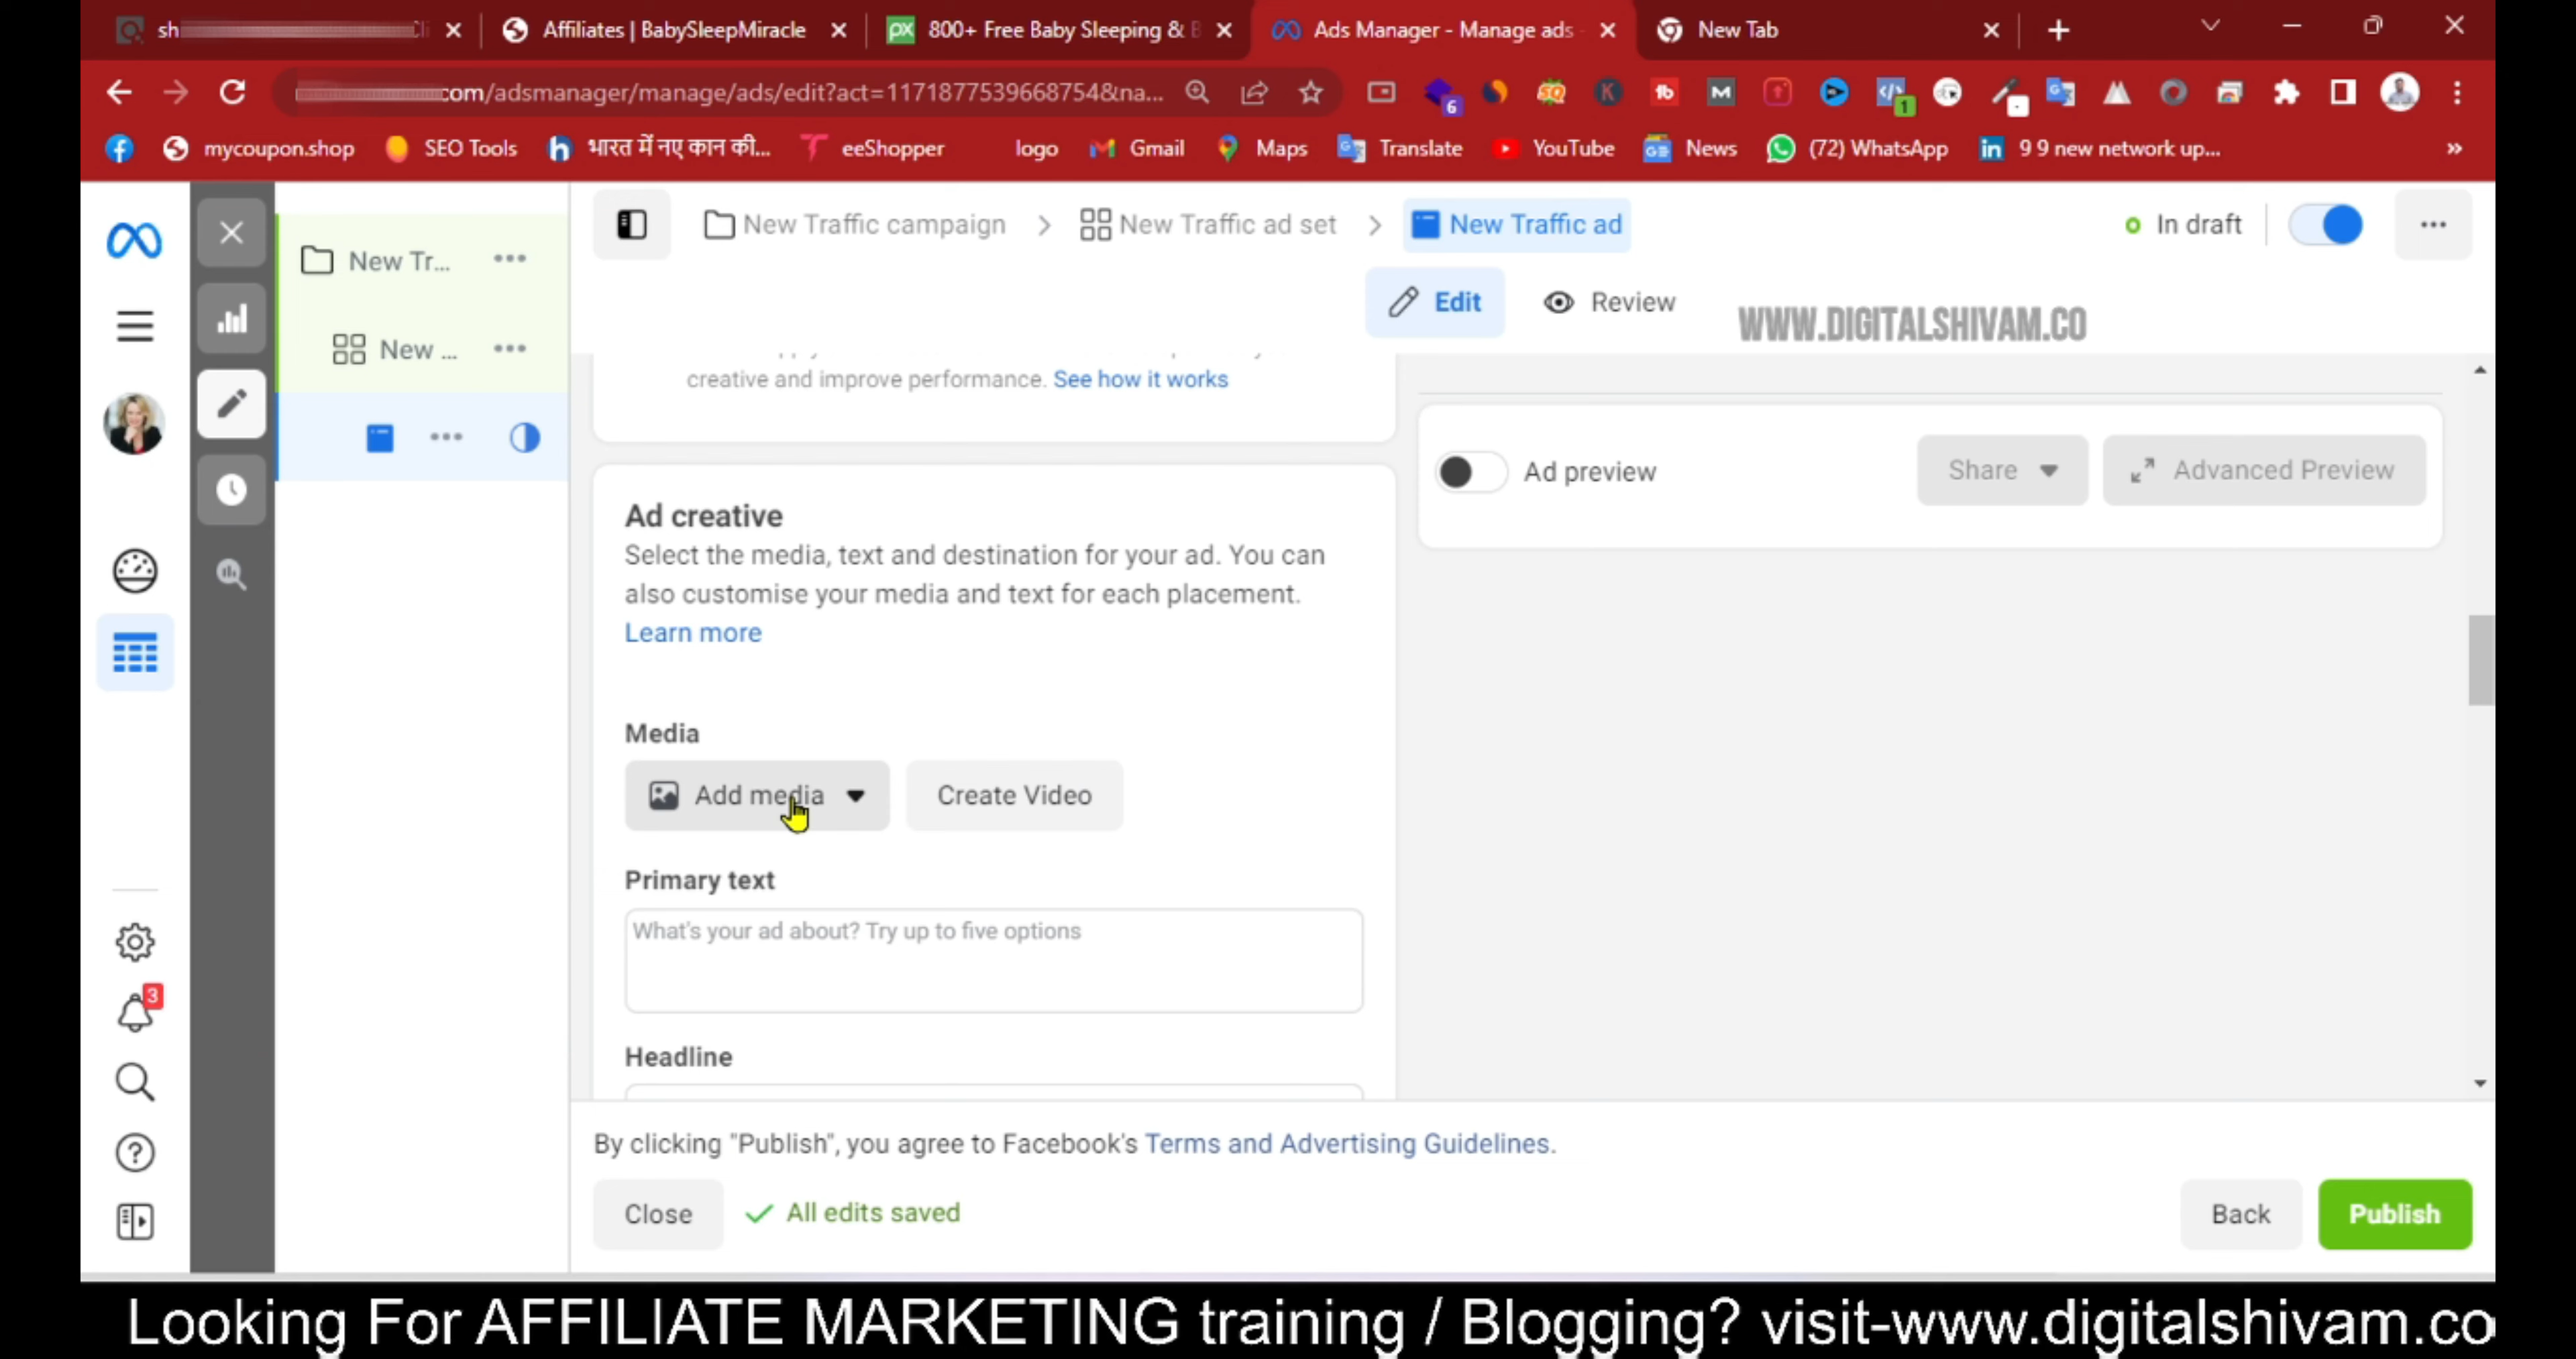 Affiliates | BabySleepMiracle
800+ Free Baby Sleeping & B
Ads Manager - Manage ads
New Tab
com/adsmanager/manage/ads/edit?act=1171877539668754&na...
mycoupon.shop
SEO Tools
भारत में नए कान की...
eeShopper
logo
Gmail
Maps
Translate
YouTube
News
(72) WhatsApp
9 9 new network up...
New Traffic campaign
New Traffic ad set
New Traffic ad
In draft
New Tr...
New ...
Edit
Review
WWW.DIGITALSHIVAM.CO
creative and improve performance. See how it works
Ad preview
Share
Advanced Preview
Ad creative
Select the media, text and destination for your ad. You can
also customise your media and text for each placement.
Learn more
Media
Add media
Create Video
Primary text
What's your ad about? Try up to five options
Headline
3
By clicking "Publish", you agree to Facebook's Terms and Advertising Guidelines.
Close
All edits saved
Back
Publish
Looking For AFFILIATE MARKETING training / Blogging? visit-www.digitalshivam.co